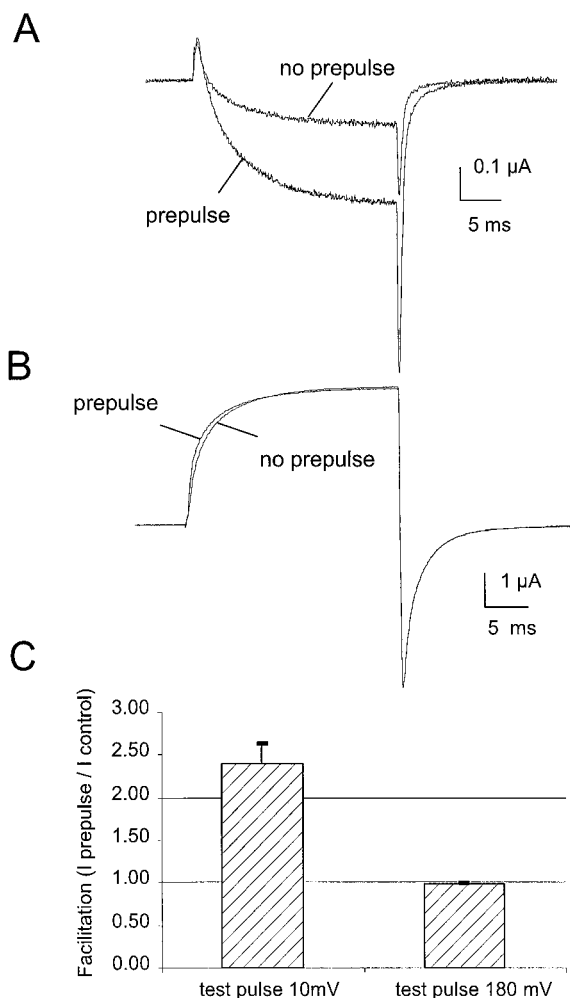 A
no prepulse
prepulse
0.1 µA
5 ms
B
prepulse
no prepulse
1 µA
5 ms
C
Facilitation (I prepulse / I control)
3.00
2.50
2.00
1.50
1.00
0.50
0.00
test pulse 10mV
test pulse 180 mV